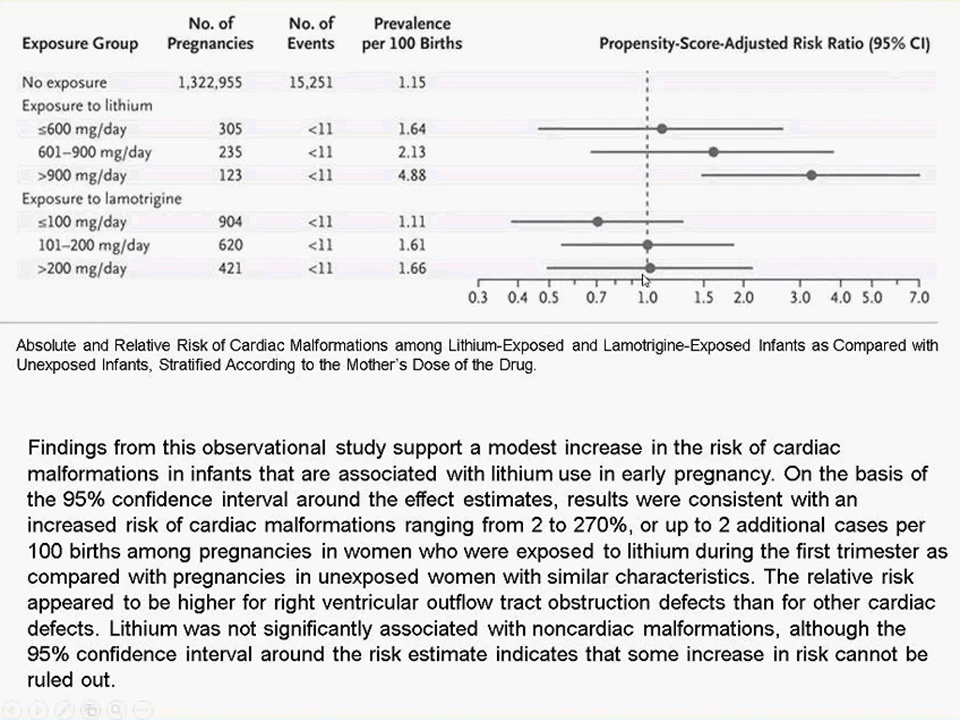 Exposure Group No. of Pregnancies No. of Events Prevalence per 100 Births Propensity-Score-Adjusted Risk Ratio (95% CI)
No exposure 1,322,955 15,251 1.15
Exposure to lithium
≤600 mg/day 305 <11 1.64
601–900 mg/day 235 <11 2.13
>900 mg/day 123 <11 4.88
Exposure to lamotrigine
≤100 mg/day 904 <11 1.11
101–200 mg/day 620 <11 1.61
>200 mg/day 421 <11 1.66
0.3 0.4 0.5 0.7 1.0 1.5 2.0 3.0 4.0 5.0 7.0
Absolute and Relative Risk of Cardiac Malformations among Lithium-Exposed and Lamotrigine-Exposed Infants as Compared with
Unexposed Infants, Stratified According to the Mother's Dose of the Drug.
Findings from this observational study support a modest increase in the risk of cardiac
malformations in infants that are associated with lithium use in early pregnancy. On the basis of
the 95% confidence interval around the effect estimates, results were consistent with an
increased risk of cardiac malformations ranging from 2 to 270%, or up to 2 additional cases per
100 births among pregnancies in women who were exposed to lithium during the first trimester as
compared with pregnancies in unexposed women with similar characteristics. The relative risk
appeared to be higher for right ventricular outflow tract obstruction defects than for other cardiac
defects. Lithium was not significantly associated with noncardiac malformations, although the
95% confidence interval around the risk estimate indicates that some increase in risk cannot be
ruled out.